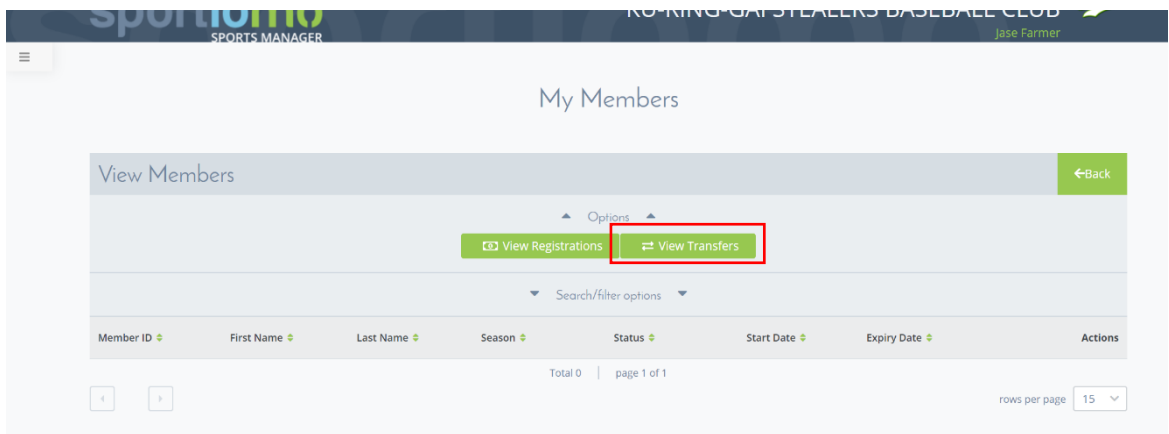 sportlomo
SPORTS MANAGER
KU-RING-GAI STEALERS BASEBALL CLUB
Jase Farmer
My Members
View Members
Back
Options
View Registrations
View Transfers
Search/filter options
Member ID First Name Last Name Season Status Start Date Expiry Date Actions
Total 0 page 1 of 1
rows per page 15